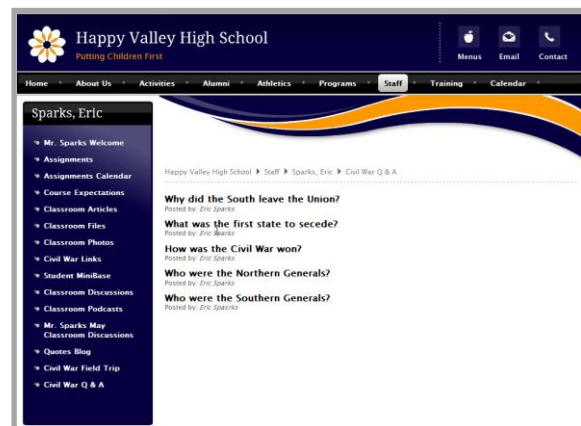 Happy Valley High School
Putting Children First
Menus Email Contact
Home About Us Activities Alumni Athletics Programs Staff Training Calendar
Sparks, Eric
Mr. Sparks Welcome
Assignments
Assignments Calendar
Course Expectations
Classroom Articles
Classroom Files
Classroom Photos
Civil War Links
Student MiniBase
Classroom Discussions
Classroom Podcasts
Mr. Sparks May
Classroom Discussions
Quotes Blog
Civil War Field Trip
Civil War Q & A
Happy Valley High School Staff Sparks, Eric Civil War Q & A
Why did the South leave the Union?
Posted by: Eric Sparks
What was the first state to secede?
Posted by: Eric Sparks
How was the Civil War won?
Posted by: Eric Sparks
Who were the Northern Generals?
Posted by: Eric Sparks
Who were the Southern Generals?
Posted by: Eric Spasrks